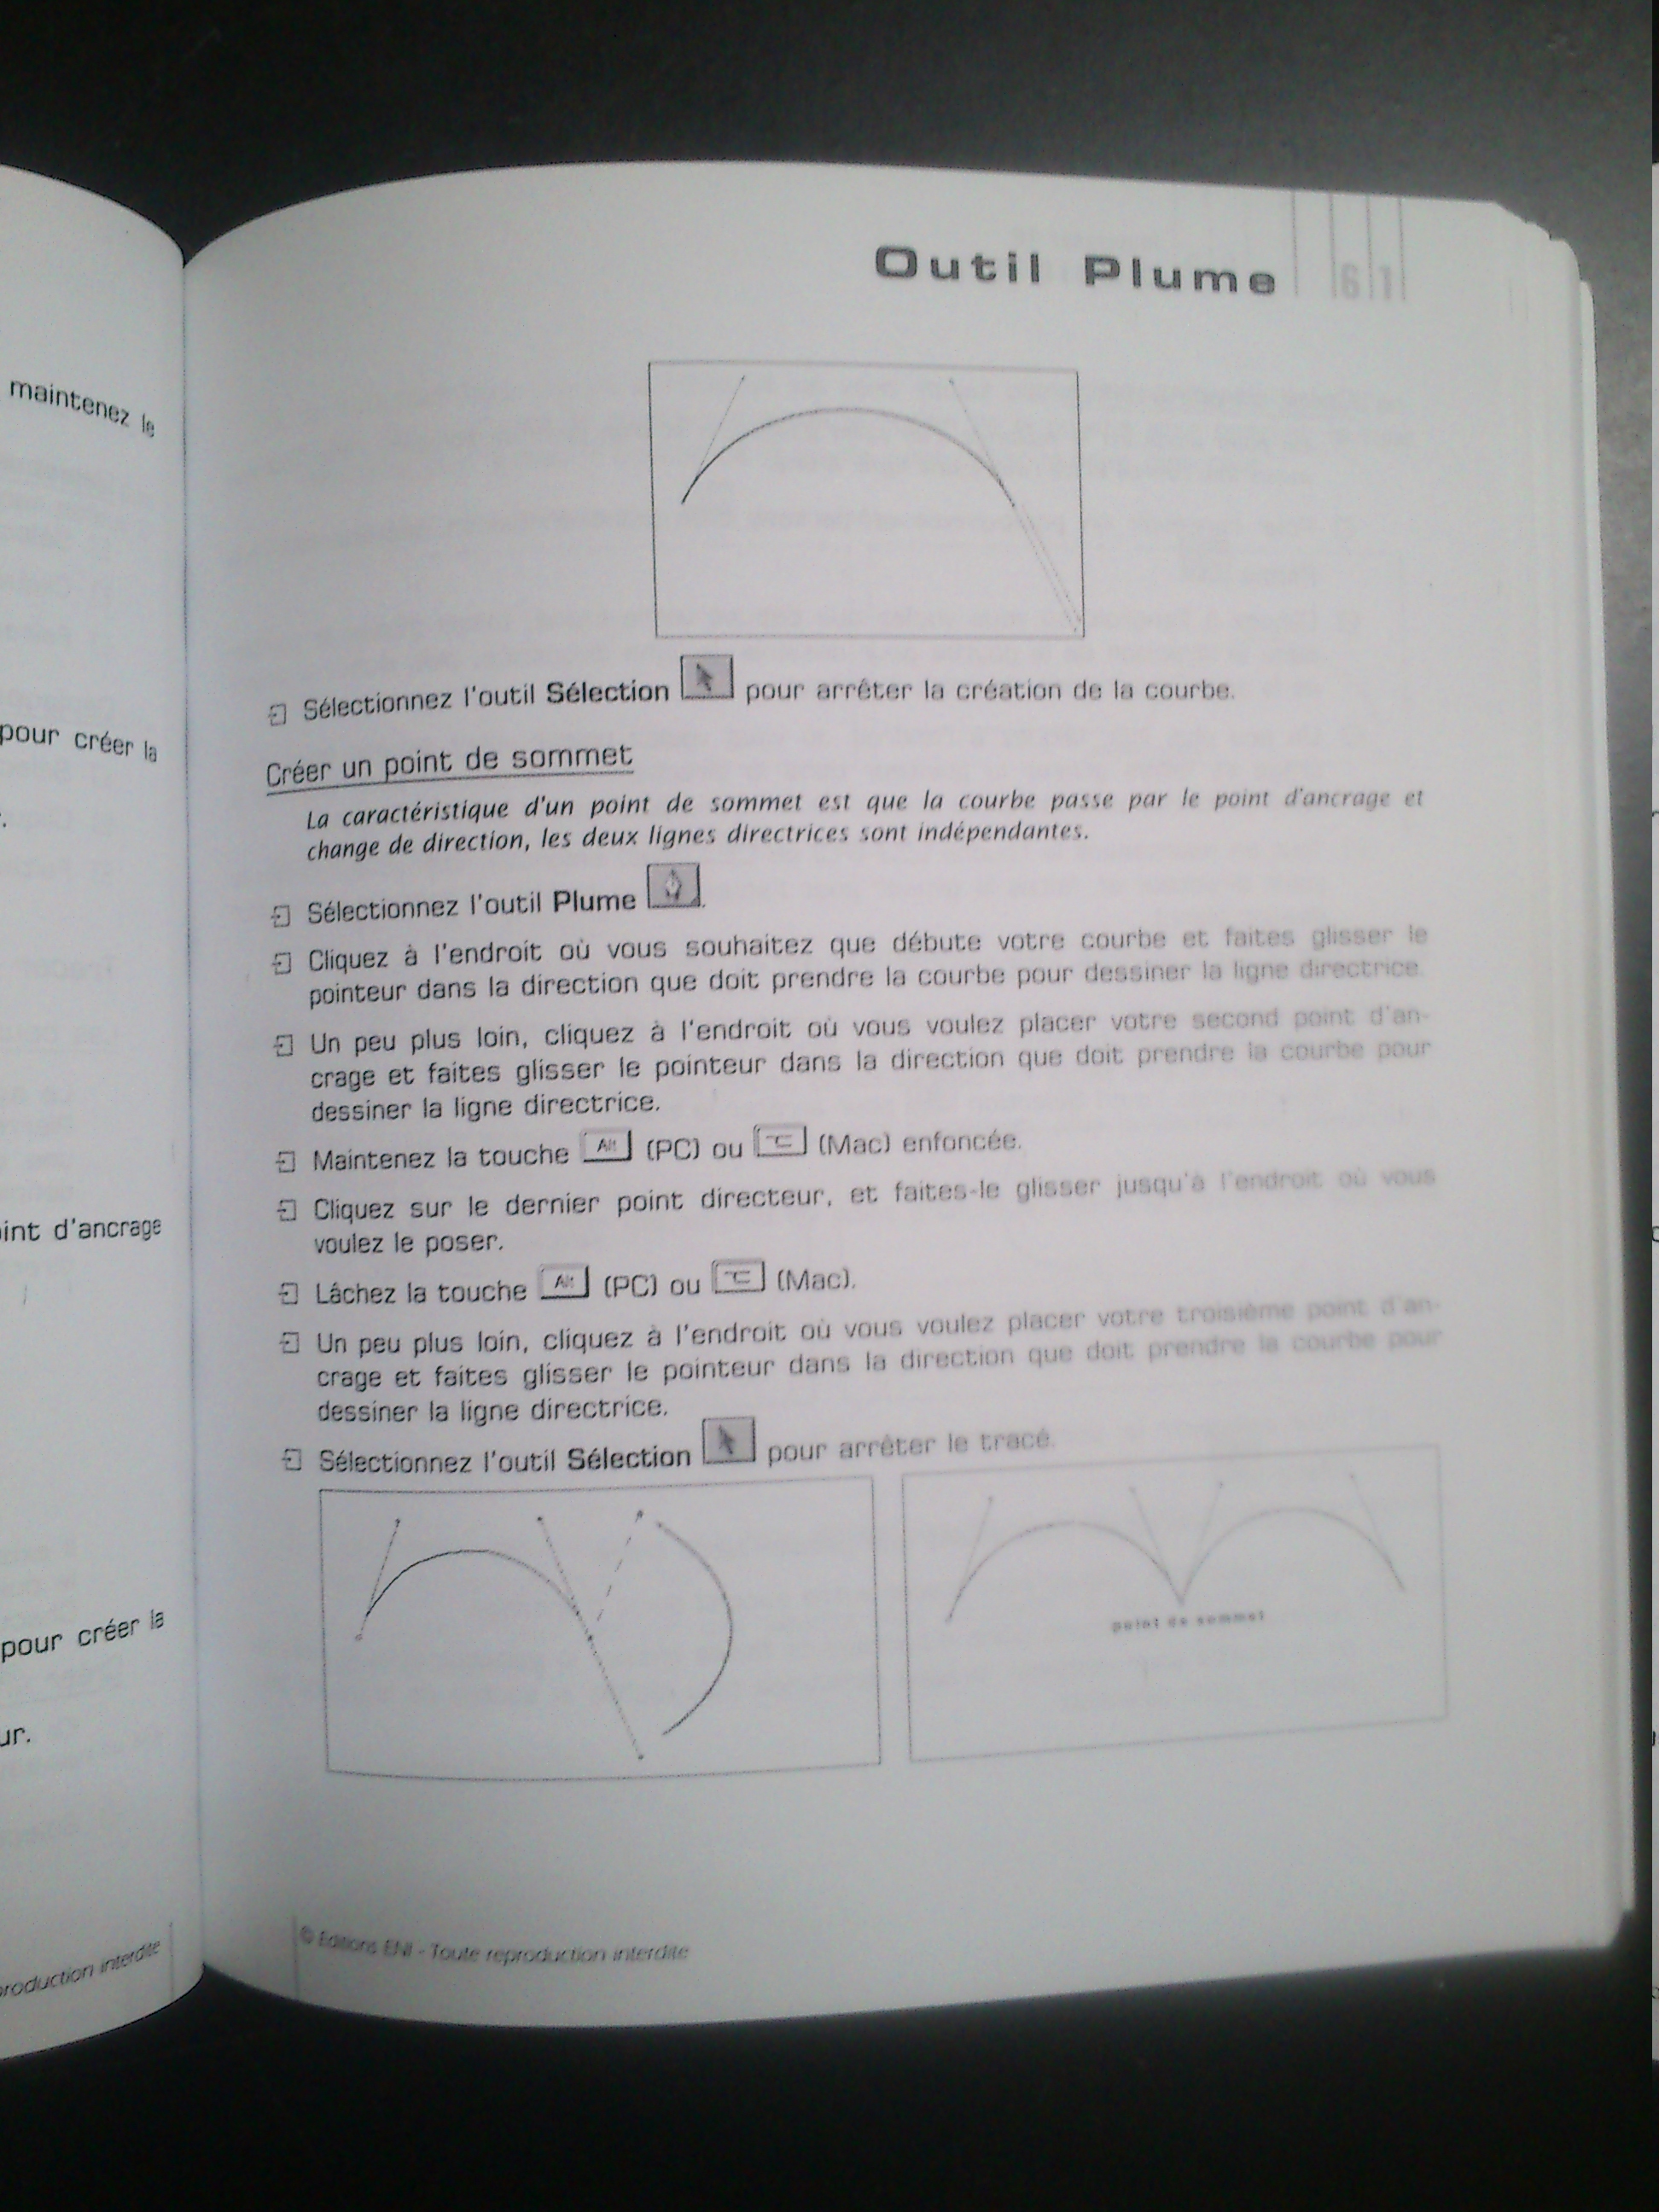 Outil Plume
61
Sélectionnez l'outil Sélection pour arrêter la création de la courbe.
Créer un point de sommet
La caractéristique d'un point de sommet est que la courbe passe par le point d'ancrage et
change de direction, les deux lignes directrices sont indépendantes.
Sélectionnez l'outil Plume .
Cliquez à l'endroit où vous souhaitez que débute votre courbe et faites glisser le
pointeur dans la direction que doit prendre la courbe pour dessiner la ligne directrice
Un peu plus loin, cliquez à l'endroit où vous voulez placer votre second point d'an-
crage et faites glisser le pointeur dans la direction que doit prendre la courbe pour
dessiner la ligne directrice.
Maintenez la touche Alt (PC) ou ⌥ (Mac) enfoncée.
Cliquez sur le dernier point directeur, et faites-le glisser jusqu'à l'endroit où vous
voulez le poser.
Lâchez la touche Alt (PC) ou ⌥ (Mac).
Un peu plus loin, cliquez à l'endroit où vous voulez placer votre troisième point d'an-
crage et faites glisser le pointeur dans la direction que doit prendre la courbe pour
dessiner la ligne directrice.
Sélectionnez l'outil Sélection pour arrêter le tracé.
point de sommet
© Editions ENI - Toute reproduction interdite
maintenez le
pour créer la
d'ancrage
pour créer la
interdite